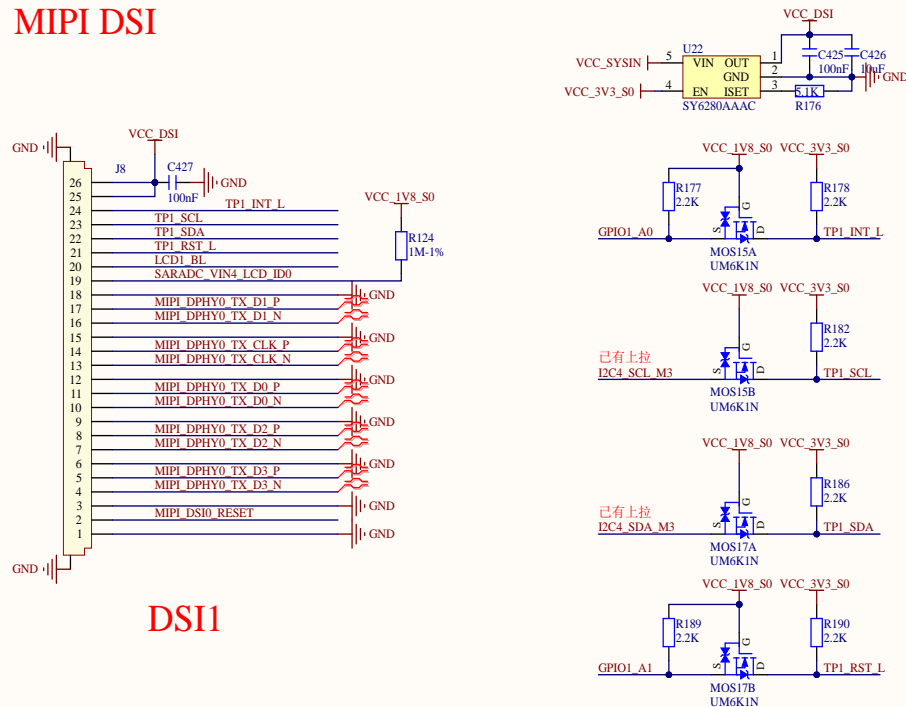 MIPI DSI
VCC_DSI
U22
VCC_SYSIN 5 VIN OUT 1
GND 2
VCC_3V3_S0 4 EN ISET 3
SY6280AAAC
C425
100nF
C426
10uF
GND
5.1K
R176
GND
VCC_DSI
J8
C427
100nF
GND
26
25
24 TP1_INT_L
23 TP1_SCL
22 TP1_SDA
21 TP1_RST_L
20 LCD1_BL
19 SARADC_VIN4_LCD_ID0
VCC_1V8_S0
R124
1M-1%
18 GND
17 MIPI_DPHY0_TX_D1_P
16 MIPI_DPHY0_TX_D1_N
15 GND
14 MIPI_DPHY0_TX_CLK_P
13 MIPI_DPHY0_TX_CLK_N
12 GND
11 MIPI_DPHY0_TX_D0_P
10 MIPI_DPHY0_TX_D0_N
9 GND
8 MIPI_DPHY0_TX_D2_P
7 MIPI_DPHY0_TX_D2_N
6 GND
5 MIPI_DPHY0_TX_D3_P
4 MIPI_DPHY0_TX_D3_N
3 GND
2 MIPI_DSI0_RESET
1 GND
GND
DSI1
VCC_1V8_S0 VCC_3V3_S0
R177
2.2K
R178
2.2K
G
S D
GPIO1_A0 TP1_INT_L
MOS15A
UM6K1N
VCC_1V8_S0 VCC_3V3_S0
R182
2.2K
G
已有上拉
S D
I2C4_SCL_M3 TP1_SCL
MOS15B
UM6K1N
VCC_1V8_S0 VCC_3V3_S0
R186
2.2K
G
已有上拉
S D
I2C4_SDA_M3 TP1_SDA
MOS17A
UM6K1N
VCC_1V8_S0 VCC_3V3_S0
R189
2.2K
R190
2.2K
G
S D
GPIO1_A1 TP1_RST_L
MOS17B
UM6K1N